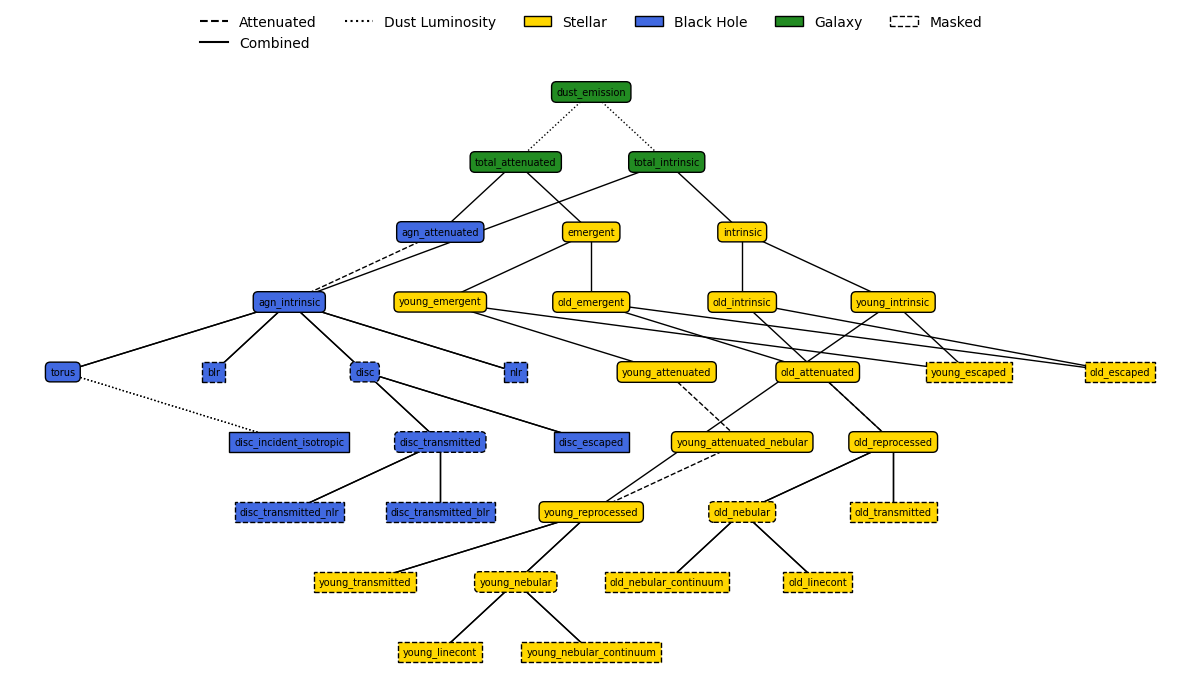 Attenuated
Dust Luminosity
Stellar
Black Hole
Galaxy
Masked
Combined
dust_emission
total_attenuated
total_intrinsic
agn_attenuated
emergent
intrinsic
agn_intrinsic
young_emergent
old_emergent
old_intrinsic
young_intrinsic
torus
blr
disc
nlr
young_attenuated
old_attenuated
young_escaped
old_escaped
disc_incident_isotropic
disc_transmitted
disc_escaped
young_attenuated_nebular
old_reprocessed
disc_transmitted_nlr
disc_transmitted_blr
young_reprocessed
old_nebular
old_transmitted
young_transmitted
young_nebular
old_nebular_continuum
old_linecont
young_linecont
young_nebular_continuum